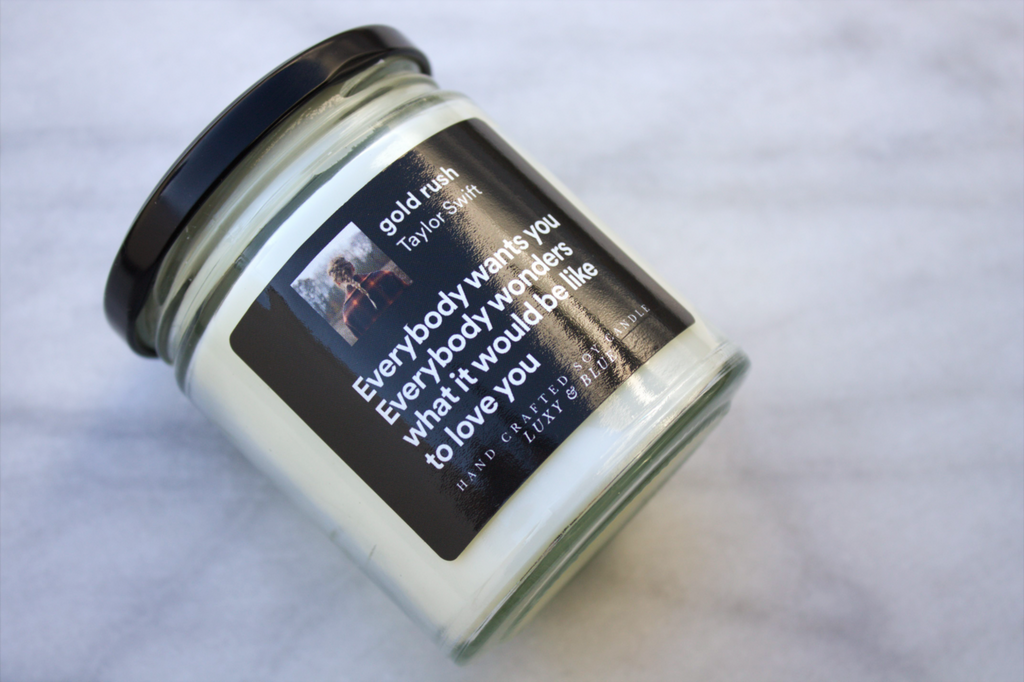 gold rush
Taylor Swift
Everybody wants you
Everybody wonders
what it would be like
to love you
HAND CRAFTED SOY CANDLE
LUXY & BLUE